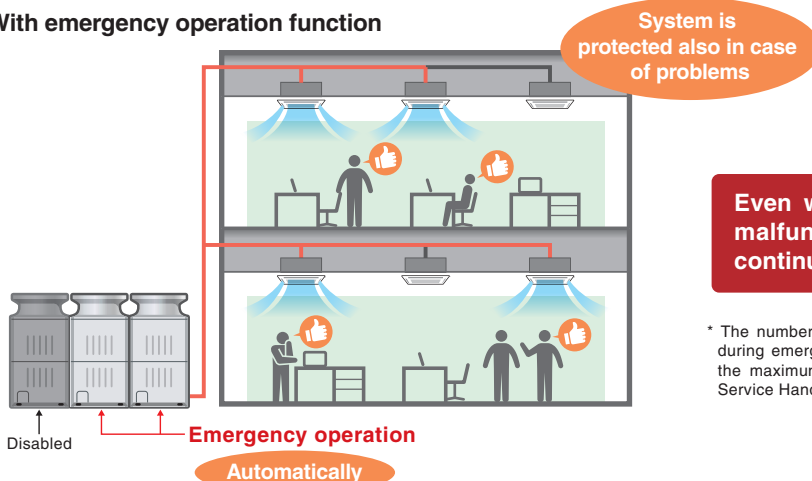 With emergency operation function
System is
protected also in case
of problems
Even w
malfun
continu
* The number
during emerg
the maximum
Service Hand
Disabled
Emergency operation
Automatically